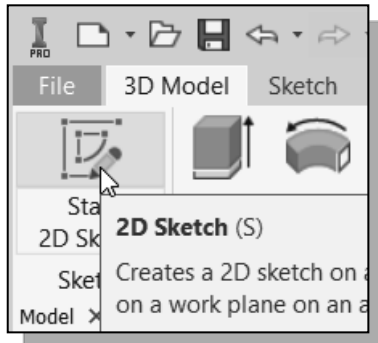 I
PRO
File 3D Model Sketch
Sta
2D Sk
2D Sketch (S)
Sket
Creates a 2D sketch on a
on a work plane on an a
Model ×